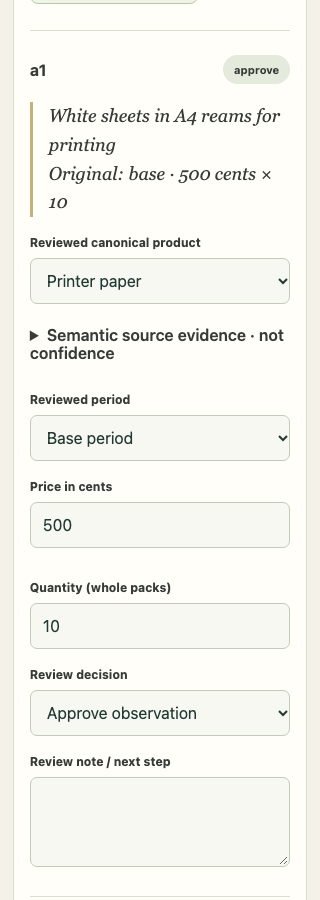 a1
approve
White sheets in A4 reams for
printing
Original: base · 500 cents ×
10
Reviewed canonical product
Printer paper
Semantic source evidence · not
confidence
Reviewed period
Base period
Price in cents
500
Quantity (whole packs)
10
Review decision
Approve observation
Review note / next step